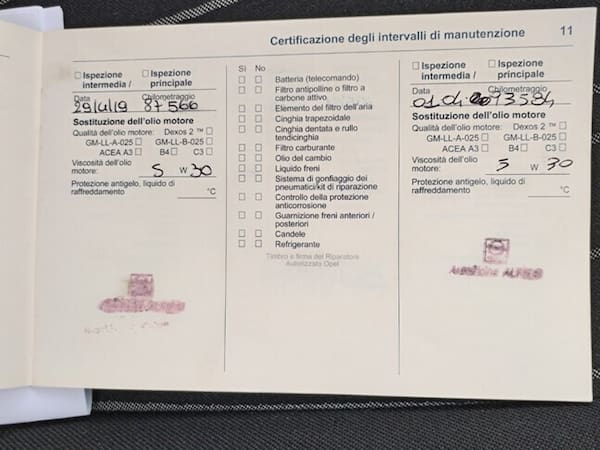 Certificazione degli intervalli di manutenzione 11
Ispezione intermedia / Ispezione principale
Data Chilometraggio
29/4/19 87566
Sostituzione dell'olio motore
Qualità dell'olio motore: Dexos 2 ™
GM-LL-A-025 GM-LL-B-025
ACEA A3 B4 C3
Viscosità dell'olio
motore: 5 W 30
Protezione antigelo, liquido di
raffreddamento °C
Sì No
Batteria (telecomando)
Filtro antipolline o filtro a
carbone attivo
Elemento del filtro dell'aria
Cinghia trapezoidale
Cinghia dentata e rullo
tendicinghia
Filtro carburante
Olio del cambio
Liquido freni
Sistema di gonfiaggio dei
pneumatici/kit di riparazione
Controllo della protezione
anticorrosione
Guarnizione freni anteriori /
posteriori
Candele
Refrigerante
Timbro e firma del Riparatore
Autorizzato Opel
Ispezione intermedia / Ispezione principale
Data Chilometraggio
01.04 93584
Sostituzione dell'olio motore
Qualità dell'olio motore: Dexos 2 ™
GM-LL-A-025 GM-LL-B-025
ACEA A3 B4 C3
Viscosità dell'olio
motore: 5 W 30
Protezione antigelo, liquido di
raffreddamento °C